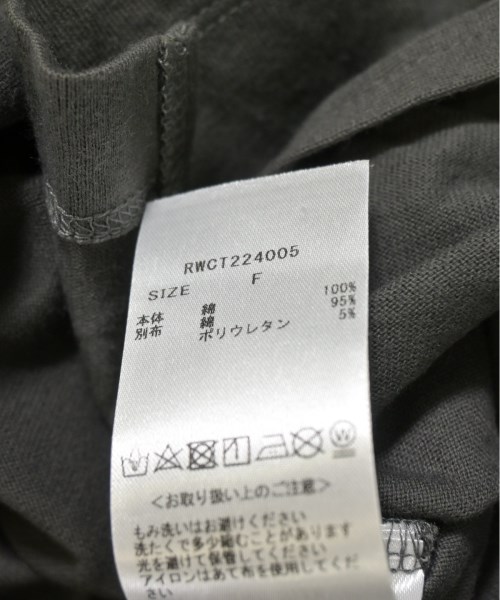 RWCT224005
SIZE F
本体 綿 100%
別布 綿 95%
ポリウレタン 5%
W
<お取り扱い上のご注意>
もみ洗いはお避けください
洗たくで多少縮むことがあります
光を避けて保管してください
アイロンはあて布を使用してくだ
さい